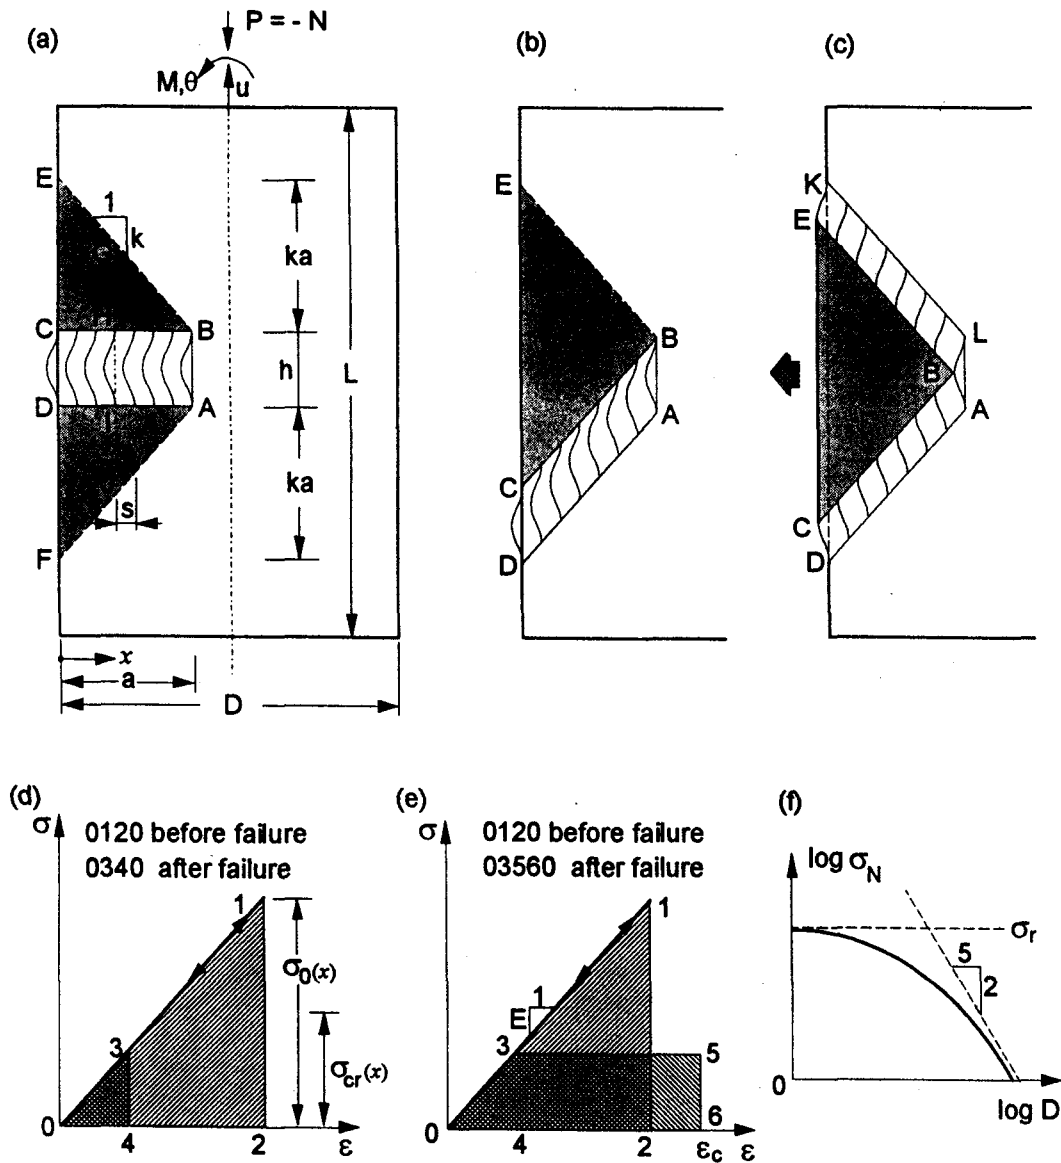 (a)
P = - N
M,θ
u
E
1
k
ka
C
B
h
L
D
A
ka
s
F
x
a
D
(b)
E
B
A
C
D
(c)
K
E
L
B
A
C
D
(d)
σ
0120 before failure
0340 after failure
1
σ0(x)
3
σcr(x)
0
4
2
ε
(e)
σ
0120 before failure
03560 after failure
1
1
E
3
5
6
0
4
2
εc
ε
(f)
log σN
σr
5
2
0
log D